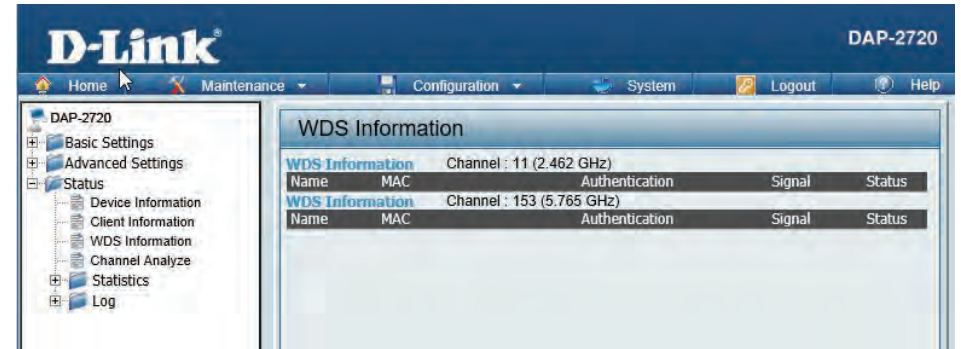 D-Link®
DAP-2720
Home Maintenance Configuration System Logout Help
DAP-2720
Basic Settings
Advanced Settings
Status
Device Information
Client Information
WDS Information
Channel Analyze
Statistics
Log
WDS Information
WDS Information Channel : 11 (2.462 GHz)
Name MAC Authentication Signal Status
WDS Information Channel : 153 (5.765 GHz)
Name MAC Authentication Signal Status